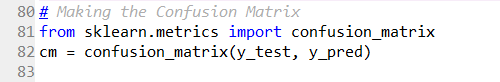 80 # Making the Confusion Matrix
81 from sklearn.metrics import confusion_matrix
82 cm = confusion_matrix(y_test, y_pred)
83